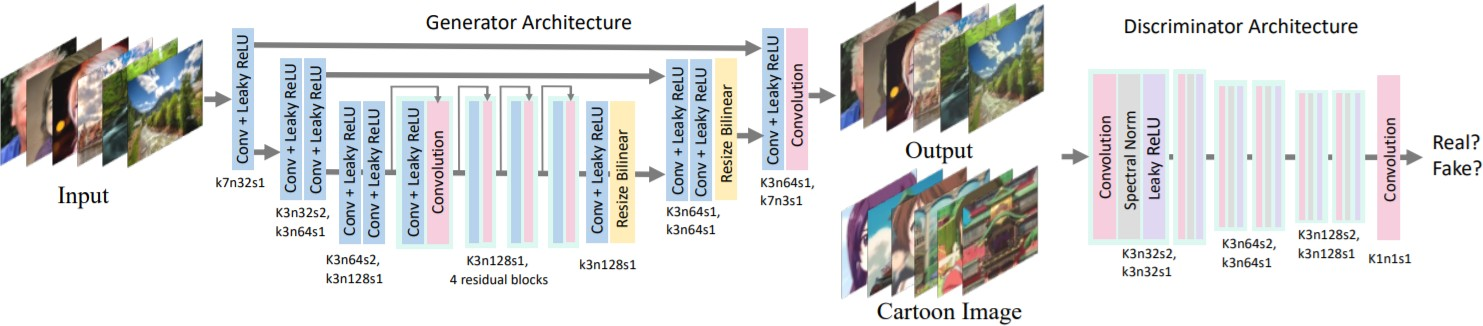 Generator Architecture
Discriminator Architecture
Input
Conv + Leaky ReLU
k7n32s1
Conv + Leaky ReLU
Conv + Leaky ReLU
K3n32s2,
k3n64s1
Conv + Leaky ReLU
Conv + Leaky ReLU
K3n64s2,
k3n128s1
Conv + Leaky ReLU
Convolution
K3n128s1,
4 residual blocks
Conv + Leaky ReLU
Resize Bilinear
k3n128s1
Conv + Leaky ReLU
Conv + Leaky ReLU
Resize Bilinear
K3n64s1,
k3n64s1
Conv + Leaky ReLU
Convolution
K3n64s1,
k7n3s1
Output
Cartoon Image
Convolution
Spectral Norm
Leaky ReLU
K3n32s2,
k3n32s1
K3n64s2,
k3n64s1
K3n128s2,
k3n128s1
Convolution
K1n1s1
Real?
Fake?